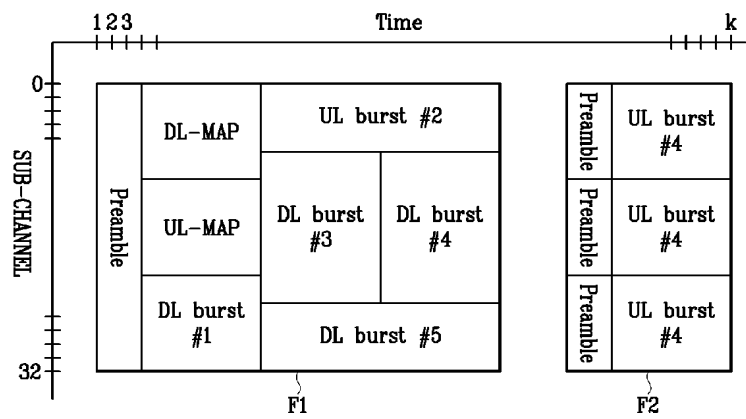 1 2 3 Time k
0
SUB-CHANNEL
32
Preamble
DL-MAP
UL-MAP
DL burst
#1
UL burst #2
DL burst
#3
DL burst
#4
DL burst #5
F1
Preamble
UL burst
#4
Preamble
UL burst
#4
Preamble
UL burst
#4
F2